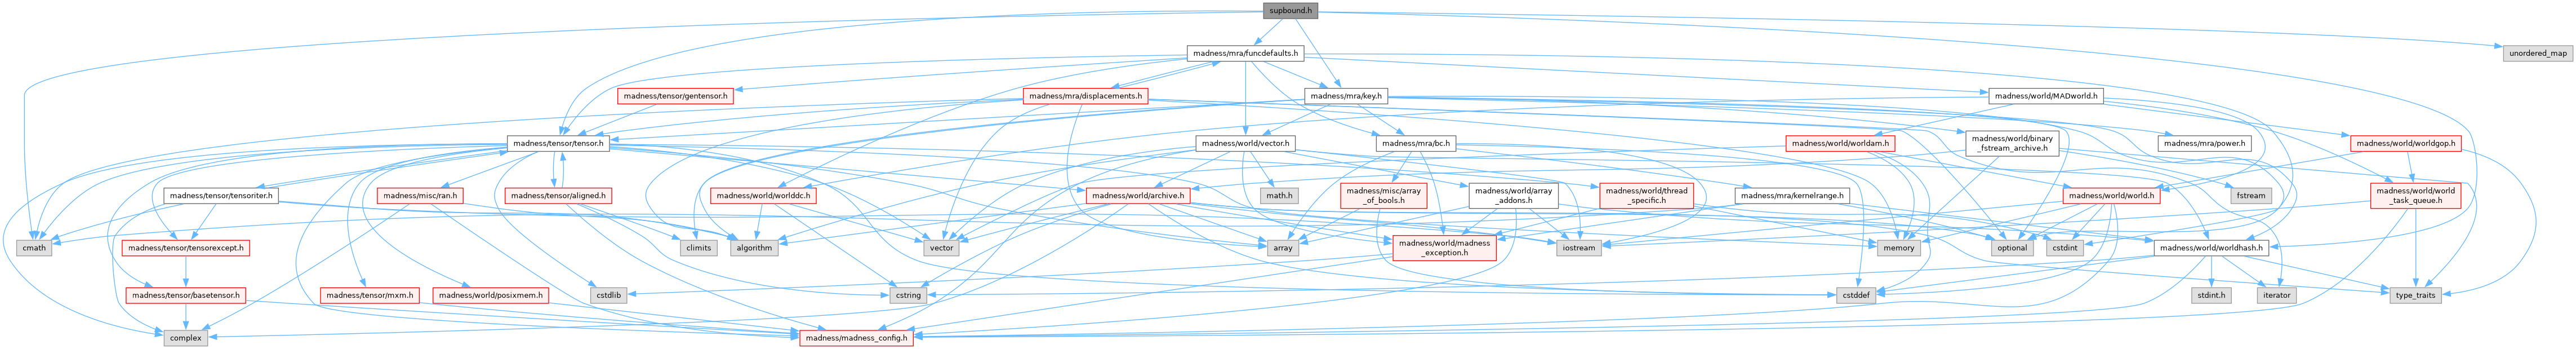 supbound.h
madness/mra/funcdefaults.h
unordered_map
madness/tensor/gentensor.h
madness/mra/displacements.h
madness/mra/key.h
madness/world/MADworld.h
madness/tensor/tensor.h
madness/world/vector.h
madness/mra/bc.h
madness/world/worldam.h
madness/world/binary
_fstream_archive.h
madness/mra/power.h
madness/world/worldgop.h
madness/tensor/tensoriter.h
madness/misc/ran.h
madness/tensor/aligned.h
madness/world/worlddc.h
madness/world/archive.h
math.h
madness/misc/array
_of_bools.h
madness/world/array
_addons.h
madness/world/thread
_specific.h
madness/mra/kernelrange.h
madness/world/world.h
fstream
madness/world/world
_task_queue.h
cmath
madness/tensor/tensorexcept.h
climits
algorithm
vector
array
madness/world/madness
_exception.h
iostream
memory
optional
cstdint
madness/world/worldhash.h
madness/tensor/basetensor.h
madness/tensor/mxm.h
madness/world/posixmem.h
cstdlib
cstring
cstddef
stdint.h
iterator
type_traits
complex
madness/madness_config.h